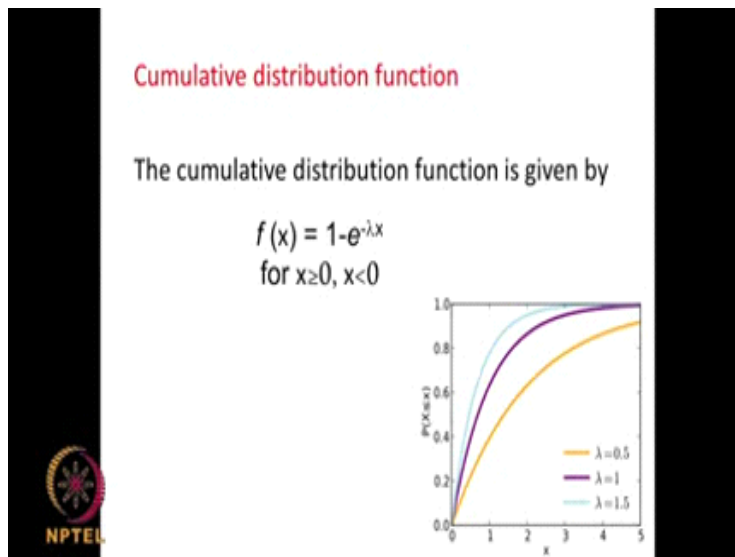 Cumulative distribution function
The cumulative distribution function is given by
f (x) = 1-e^-λx
for x≥0, x<0
1.0
0.8
0.6
0.4
0.2
0.0
P(X≤x)
λ=0.5
λ=1
λ=1.5
0 1 2 3 4 5
x
NPTEL